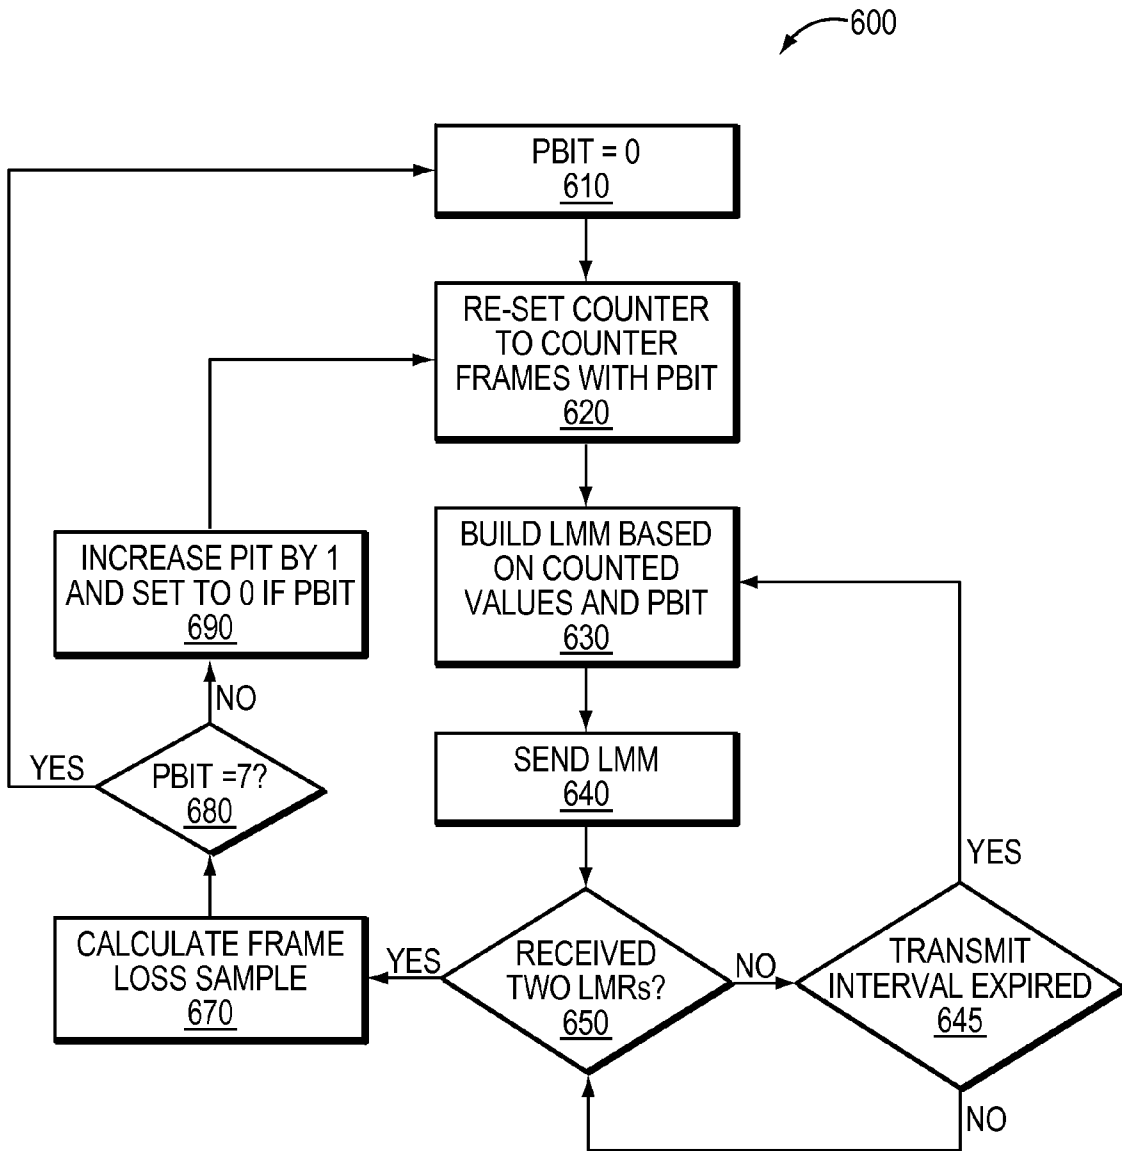 600
PBIT = 0
610
RE-SET COUNTER
TO COUNTER
FRAMES WITH PBIT
620
BUILD LMM BASED
ON COUNTED
VALUES AND PBIT
630
INCREASE PIT BY 1
AND SET TO 0 IF PBIT
690
NO
YES
PBIT =7?
680
SEND LMM
640
YES
CALCULATE FRAME
LOSS SAMPLE
670
YES
RECEIVED
TWO LMRs?
650
NO
TRANSMIT
INTERVAL EXPIRED
645
NO